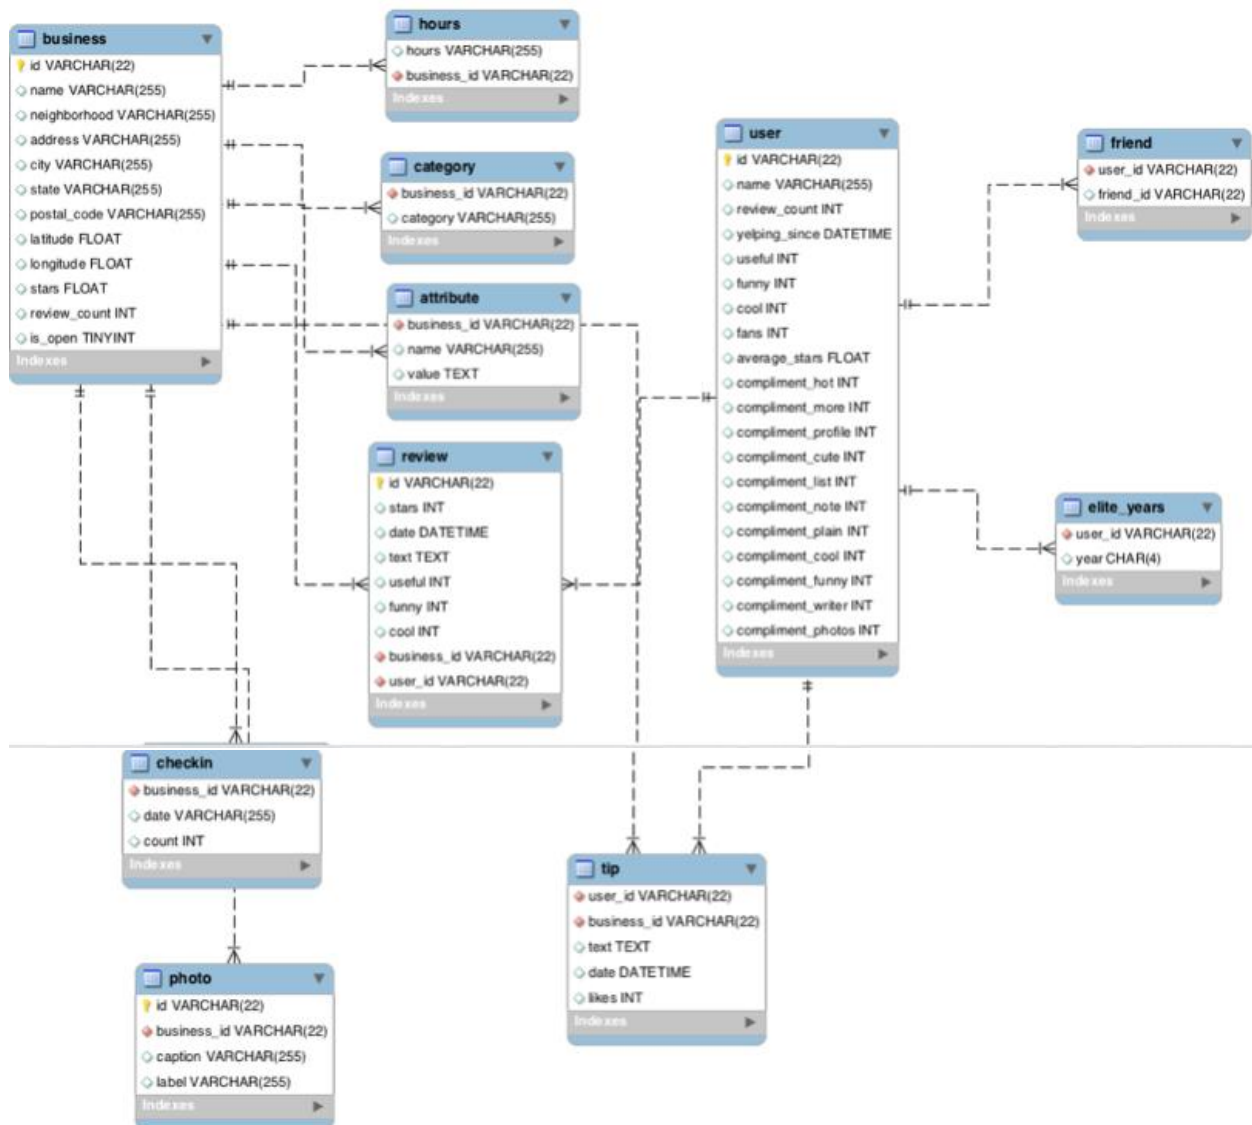 business
id VARCHAR(22)
name VARCHAR(255)
neighborhood VARCHAR(255)
address VARCHAR(255)
city VARCHAR(255)
state VARCHAR(255)
postal_code VARCHAR(255)
latitude FLOAT
longitude FLOAT
stars FLOAT
review_count INT
is_open TINYINT
Indexes
hours
hours VARCHAR(255)
business_id VARCHAR(22)
Indexes
category
business_id VARCHAR(22)
category VARCHAR(255)
Indexes
attribute
business_id VARCHAR(22)
name VARCHAR(255)
value TEXT
Indexes
review
id VARCHAR(22)
stars INT
date DATETIME
text TEXT
useful INT
funny INT
cool INT
business_id VARCHAR(22)
user_id VARCHAR(22)
Indexes
user
id VARCHAR(22)
name VARCHAR(255)
review_count INT
yelping_since DATETIME
useful INT
funny INT
cool INT
fans INT
average_stars FLOAT
compliment_hot INT
compliment_more INT
compliment_profile INT
compliment_cute INT
compliment_list INT
compliment_note INT
compliment_plain INT
compliment_cool INT
compliment_funny INT
compliment_writer INT
compliment_photos INT
Indexes
friend
user_id VARCHAR(22)
friend_id VARCHAR(22)
Indexes
elite_years
user_id VARCHAR(22)
year CHAR(4)
Indexes
checkin
business_id VARCHAR(22)
date VARCHAR(255)
count INT
Indexes
photo
id VARCHAR(22)
business_id VARCHAR(22)
caption VARCHAR(255)
label VARCHAR(255)
Indexes
tip
user_id VARCHAR(22)
business_id VARCHAR(22)
text TEXT
date DATETIME
likes INT
Indexes